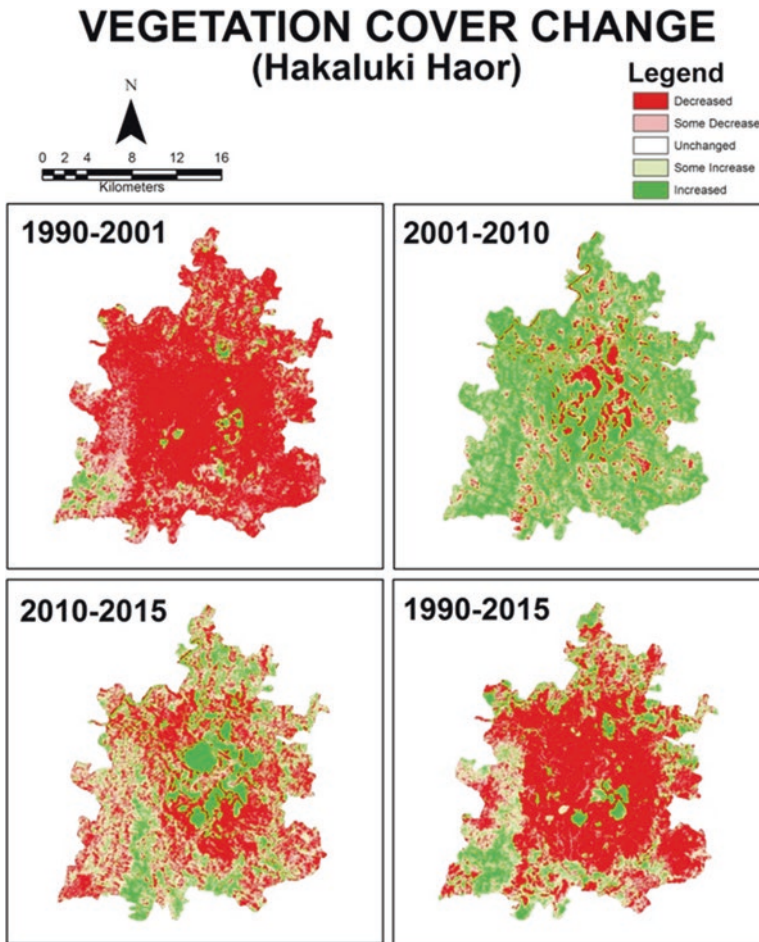 VEGETATION COVER CHANGE
(Hakaluki Haor)
N
0 2 4 8 12 16
Kilometers
Legend
Decreased
Some Decrease
Unchanged
Some Increase
Increased
1990-2001
2001-2010
2010-2015
1990-2015